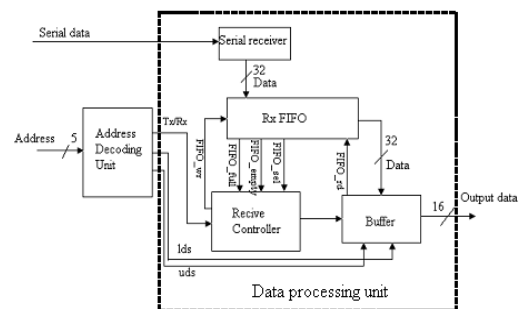 Serial data
Serial receiver
32
Data
Tx/Rx
Rx FIFO
Address
5
Address
Decoding
Unit
FIFO_wr
FIFO_full
FIFO_empty
FIFO_sel
FIFO_rd
32
Data
Recive
Controller
Buffer
16
Output data
lds
uds
Data processing unit